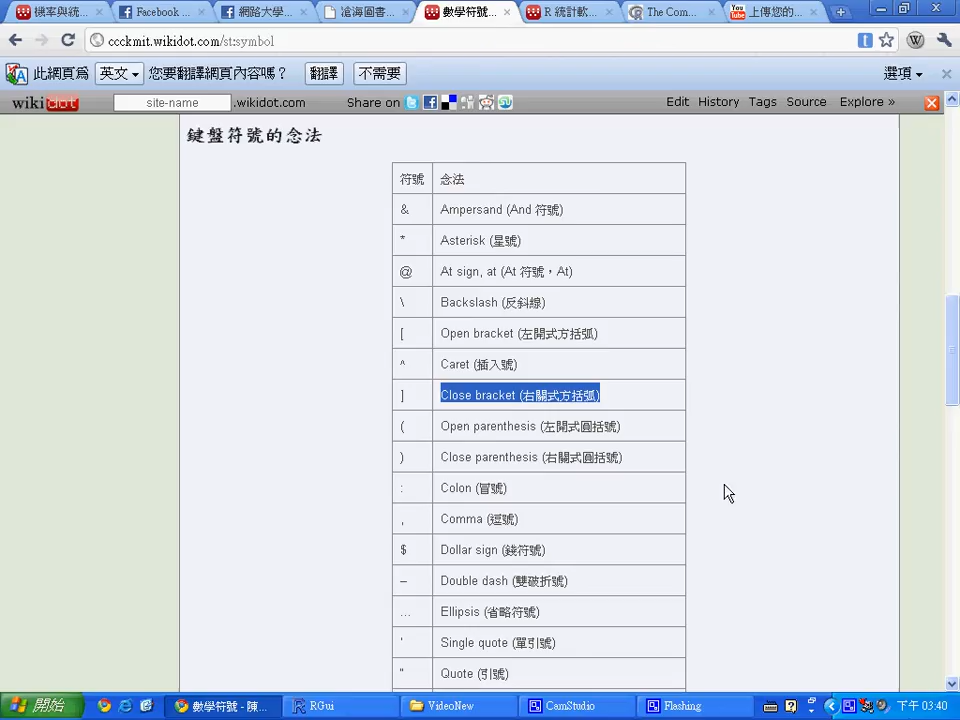 機率與統...
Facebook ...
網路大學...
滄海圖書...
數學符號...
R 統計軟...
The Com...
上傳您的...
ccckmit.wikidot.com/st:symbol
此網頁為 英文 您要翻譯網頁內容嗎? 翻譯 不需要 選項
wikidot site-name .wikidot.com Share on Edit History Tags Source Explore »
鍵盤符號的念法
符號 念法
& Ampersand (And 符號)
* Asterisk (星號)
@ At sign, at (At 符號，At)
\ Backslash (反斜線)
[ Open bracket (左開式方括弧)
^ Caret (插入號)
] Close bracket (右關式方括弧)
( Open parenthesis (左開式圓括號)
) Close parenthesis (右關式圓括號)
: Colon (冒號)
, Comma (逗號)
$ Dollar sign (錢符號)
– Double dash (雙破折號)
... Ellipsis (省略符號)
' Single quote (單引號)
" Quote (引號)
開始 數學符號 - 陳... RGui VideoNew CamStudio Flashing 下午 03:40